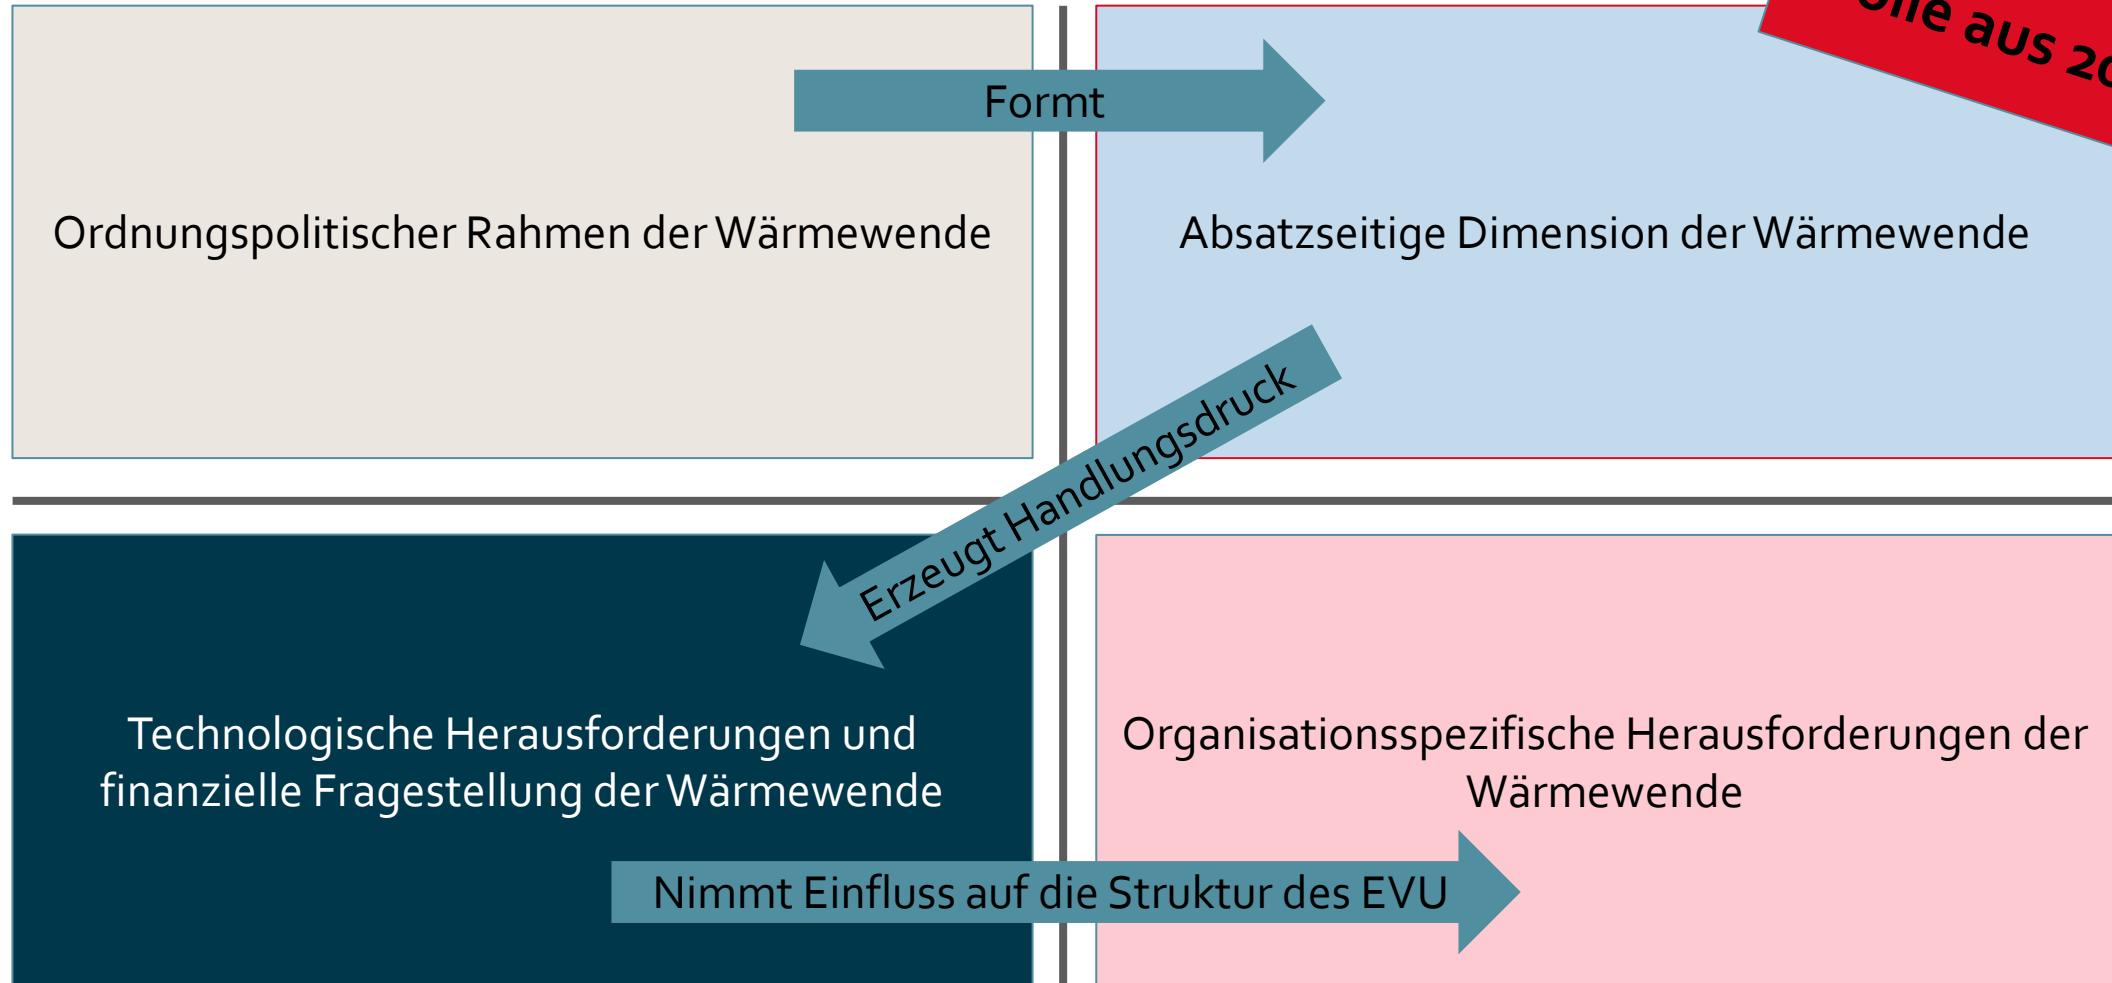 aus
Formt
Ordnungspolitischer Rahmen der Wärmewende
Absatzseitige Dimension der Wärmewende
Erzeugt Handlungsdruck
Technologische Herausforderungen und
finanzielle Fragestellung der Wärmewende
Organisationsspezifische Herausforderungen der
Wärmewende
Nimmt Einfluss auf die Struktur des EVU